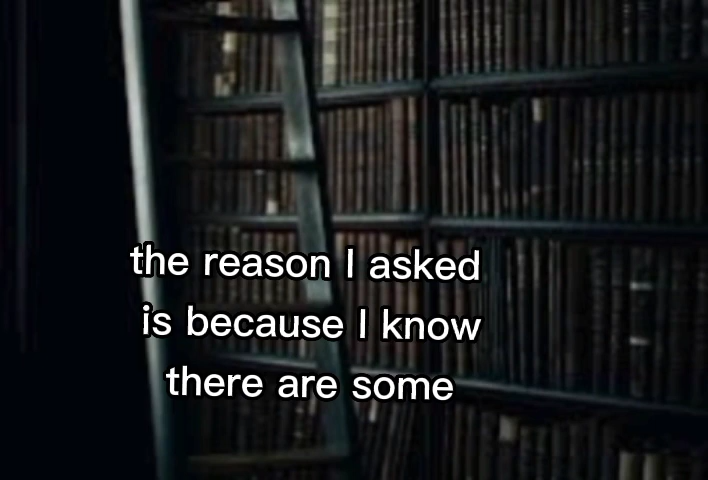 the reason I asked
is because I know
there are some